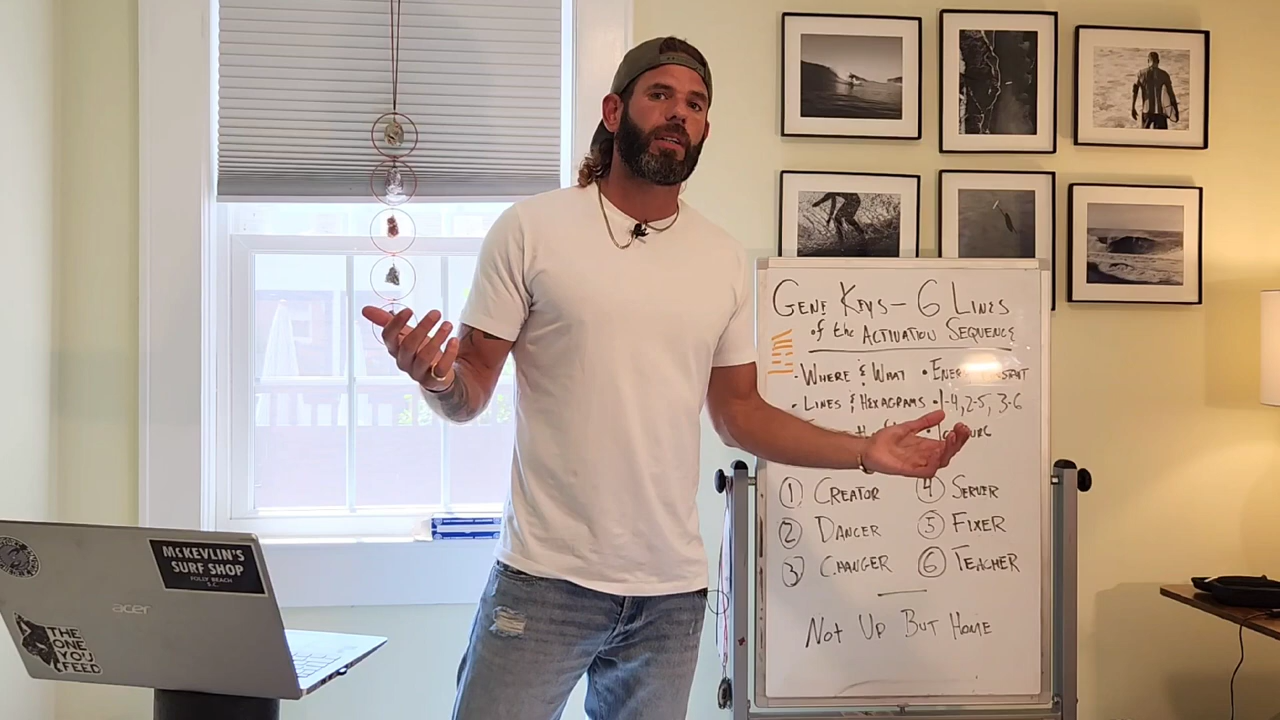 GENE KEYS - 6 LINES
of the ACTIVATION SEQUENCE
• WHERE & WHAT
• LINES & HEXAGRAMS
• 1-4, 2-5, 3-6
① CREATOR
② DANCER
③ CHANGER
④ SERVER
⑤ FIXER
⑥ TEACHER
NOT UP BUT HOME
McKEVLIN'S
SURF SHOP
FOLLY BEACH
S.C.
acer
THE
ONE
YOU
FEED